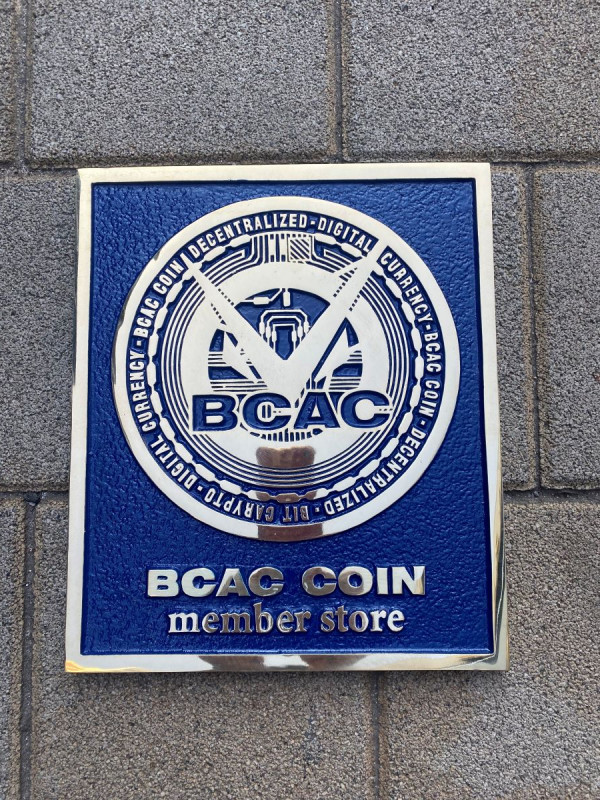 DECENTRALIZED-DIGITAL CURRENCY-BCAC COIN-DECENTRALIZED-BIT CARYPTO-DIGITAL CURRENCY-BCAC COIN
BCAC
BCAC COIN
member store